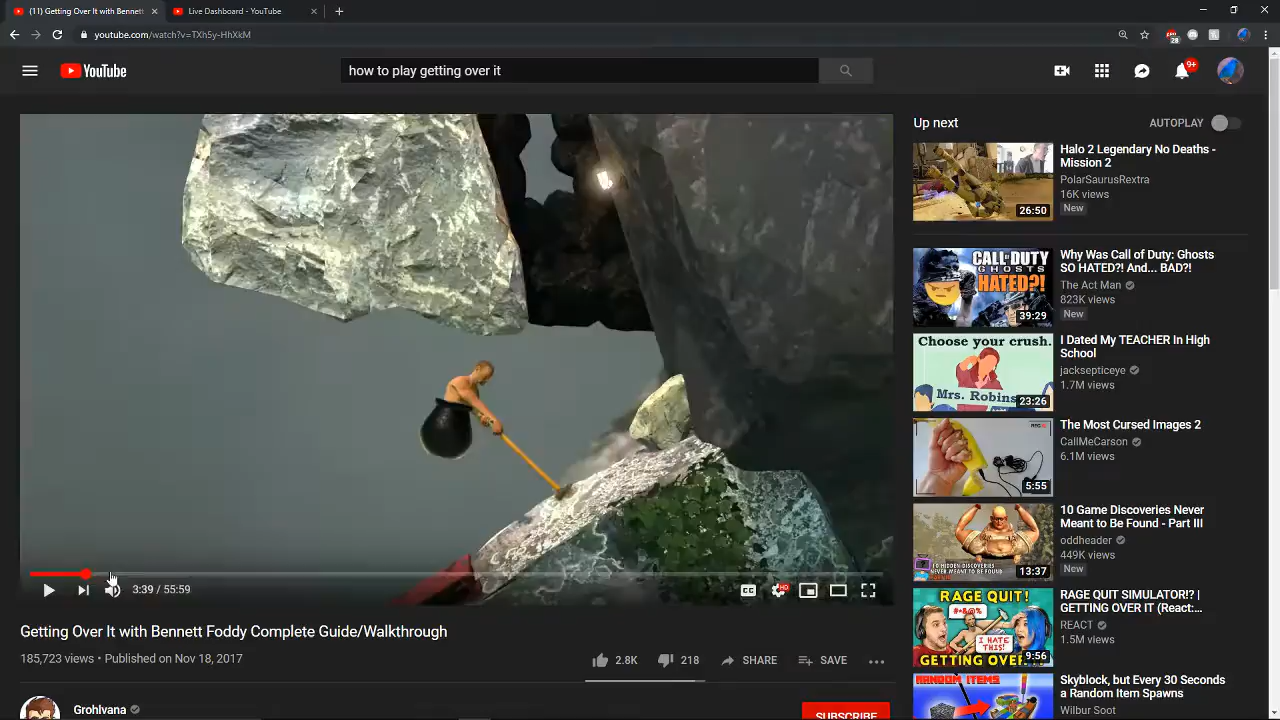 (11) Getting Over It with Bennett
Live Dashboard - YouTube
youtube.com/watch?v=TXh5y-HhXkM
28
YouTube
how to play getting over it
9+
Up next
AUTOPLAY
Halo 2 Legendary No Deaths -
Mission 2
PolarSaurusRextra
16K views
New
26:50
CALL OF DUTY
GHOSTS
HATED?!
39:29
Why Was Call of Duty: Ghosts
SO HATED?! And... BAD?!
The Act Man
823K views
New
Choose your crush.
Mrs. Robins
23:26
I Dated My TEACHER In High
School
jacksepticeye
1.7M views
5:55
The Most Cursed Images 2
CallMeCarson
6.1M views
13:37
10 Game Discoveries Never
Meant to Be Found - Part III
oddheader
449K views
New
RAGE QUIT!
I HATE
THIS!
GETTING OVER
9:56
RAGE QUIT SIMULATOR!? |
GETTING OVER IT (React:...
REACT
1.5M views
RANDOM ITEMS
Skyblock, but Every 30 Seconds
a Random Item Spawns
Wilbur Soot
3:39 / 55:59
CC
HD
Getting Over It with Bennett Foddy Complete Guide/Walkthrough
185,723 views • Published on Nov 18, 2017
2.8K
218
SHARE
SAVE
GrohIvana
SUBSCRIBE